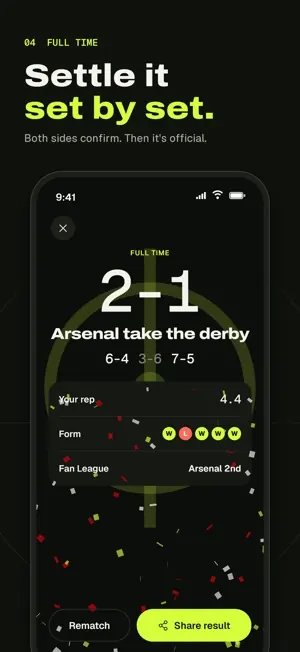 04 FULL TIME
Settle it
set by set.
Both sides confirm. Then it's official.
9:41
FULL TIME
2-1
Arsenal take the derby
6-4 3-6 7-5
Your rep 4.4
Form W L W W W
Fan League Arsenal 2nd
Rematch
Share result